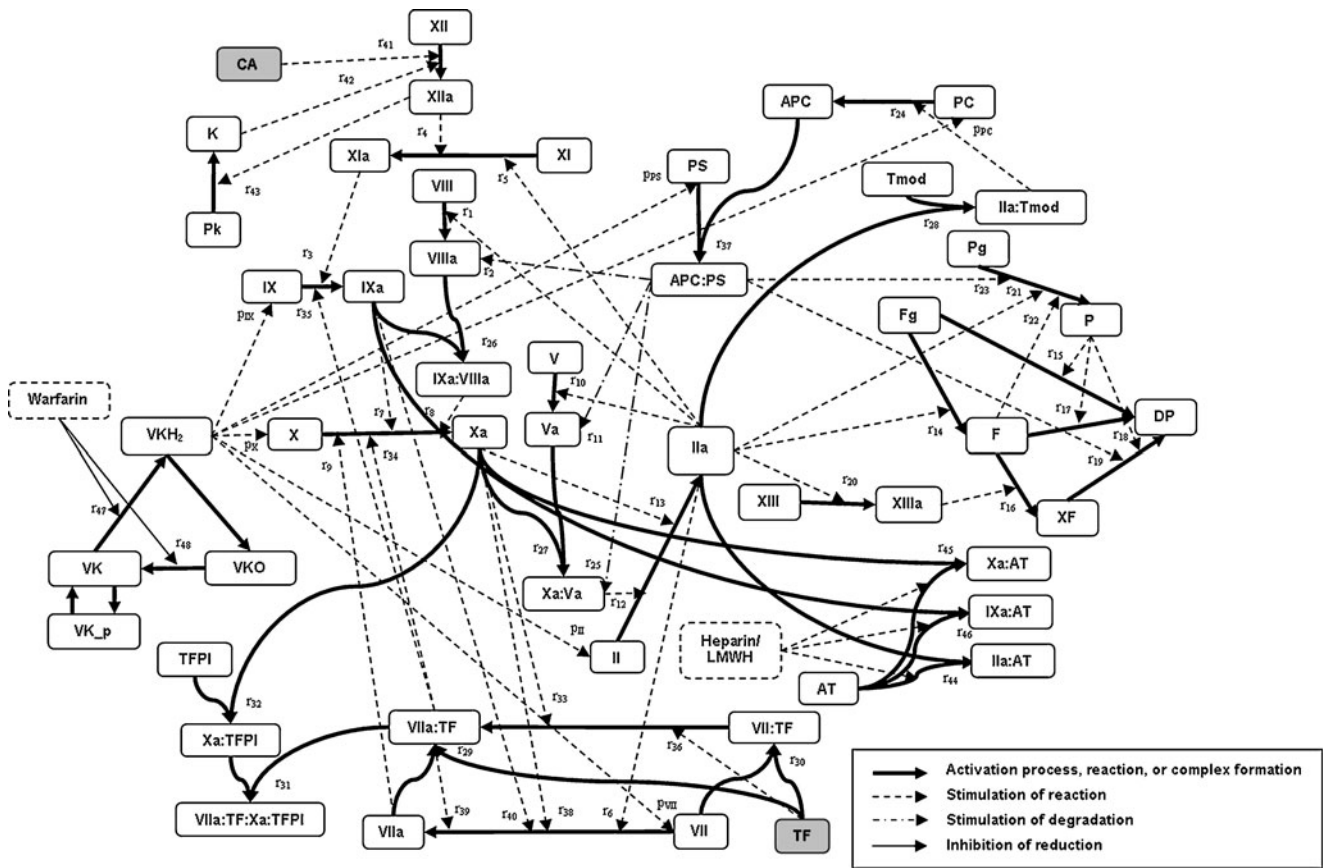 XII
CA
r41
r42
XIIa
K
r4
APC
PC
r24
pPC
XIa
XI
r43
PS
pPS
r5
Tmod
Pk
VIII
r1
IIa:Tmod
r28
r37
r3
VIIIa
r2
APC:PS
Pg
r23
r21
IX
IXa
pIX
r35
Fg
r22
P
r26
r15
V
IXa:VIIIa
r10
Warfarin
VKH2
r7
r8
r17
DP
X
Xa
Va
pX
r9
r34
r11
IIa
r14
F
r18
r19
r13
r20
XIII
XIIIa
r16
XF
r47
r48
r27
r25
r45
VK
VKO
Xa:Va
r12
Xa:AT
VK_p
pII
II
Heparin/
LMWH
IXa:AT
r46
TFPI
IIa:AT
AT
r44
r32
r33
Xa:TFPI
VIIa:TF
VII:TF
r29
r36
r30
r31
VIIa:TF:Xa:TFPI
r39
r40
r38
r6
pVII
VIIa
VII
TF
Activation process, reaction, or complex formation
Stimulation of reaction
Stimulation of degradation
Inhibition of reduction